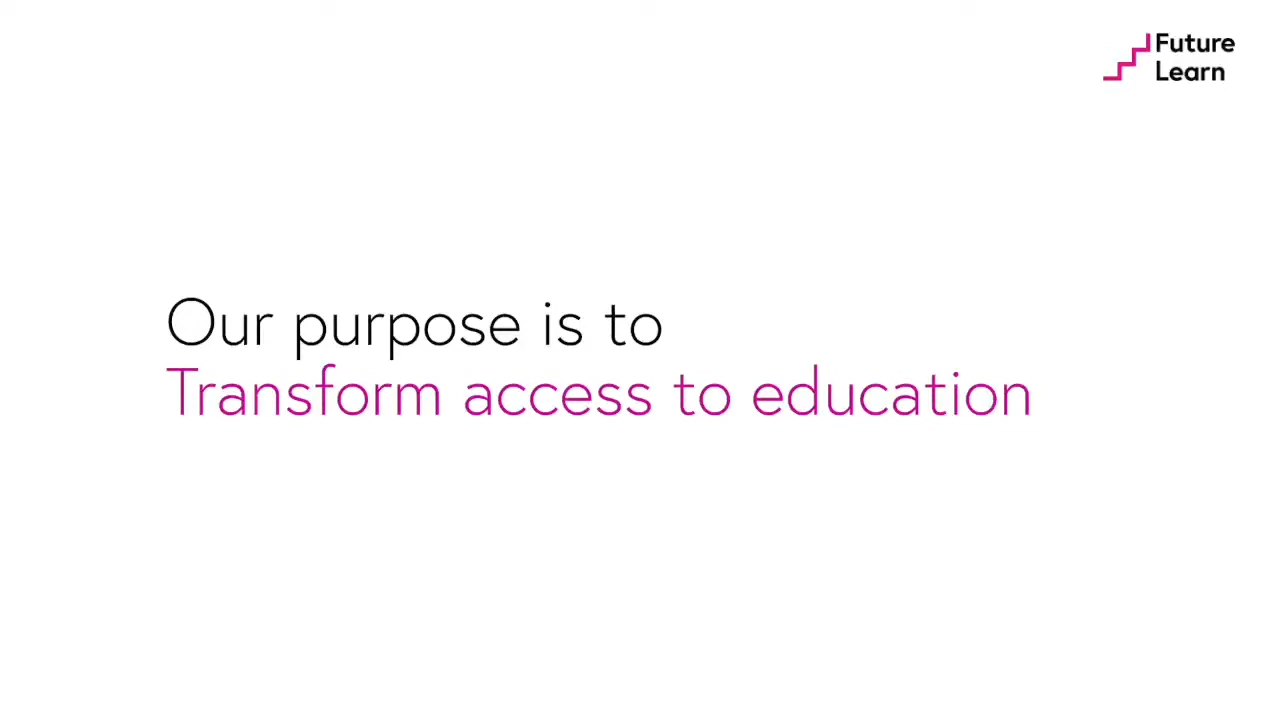 Future
Learn
Our purpose is to
Transform access to education